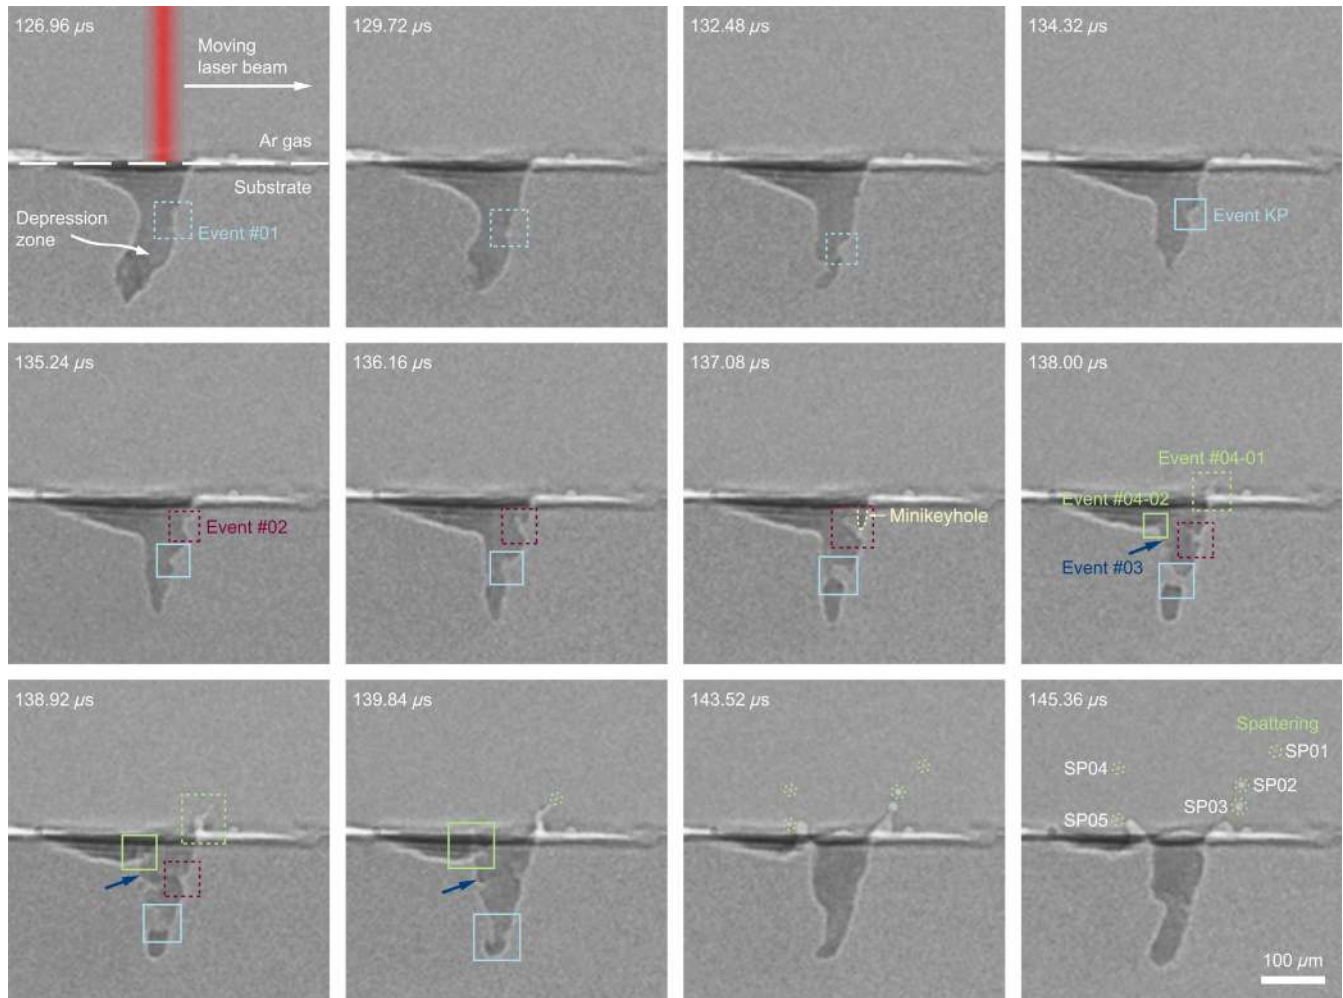 126.96 µs
Moving
laser beam
Ar gas
Substrate
Depression
zone
Event #01
129.72 µs
132.48 µs
134.32 µs
Event KP
135.24 µs
Event #02
136.16 µs
137.08 µs
Minikeyhole
138.00 µs
Event #04-01
Event #04-02
Event #03
138.92 µs
139.84 µs
143.52 µs
145.36 µs
Spattering
SP01
SP04
SP02
SP03
SP05
100 µm